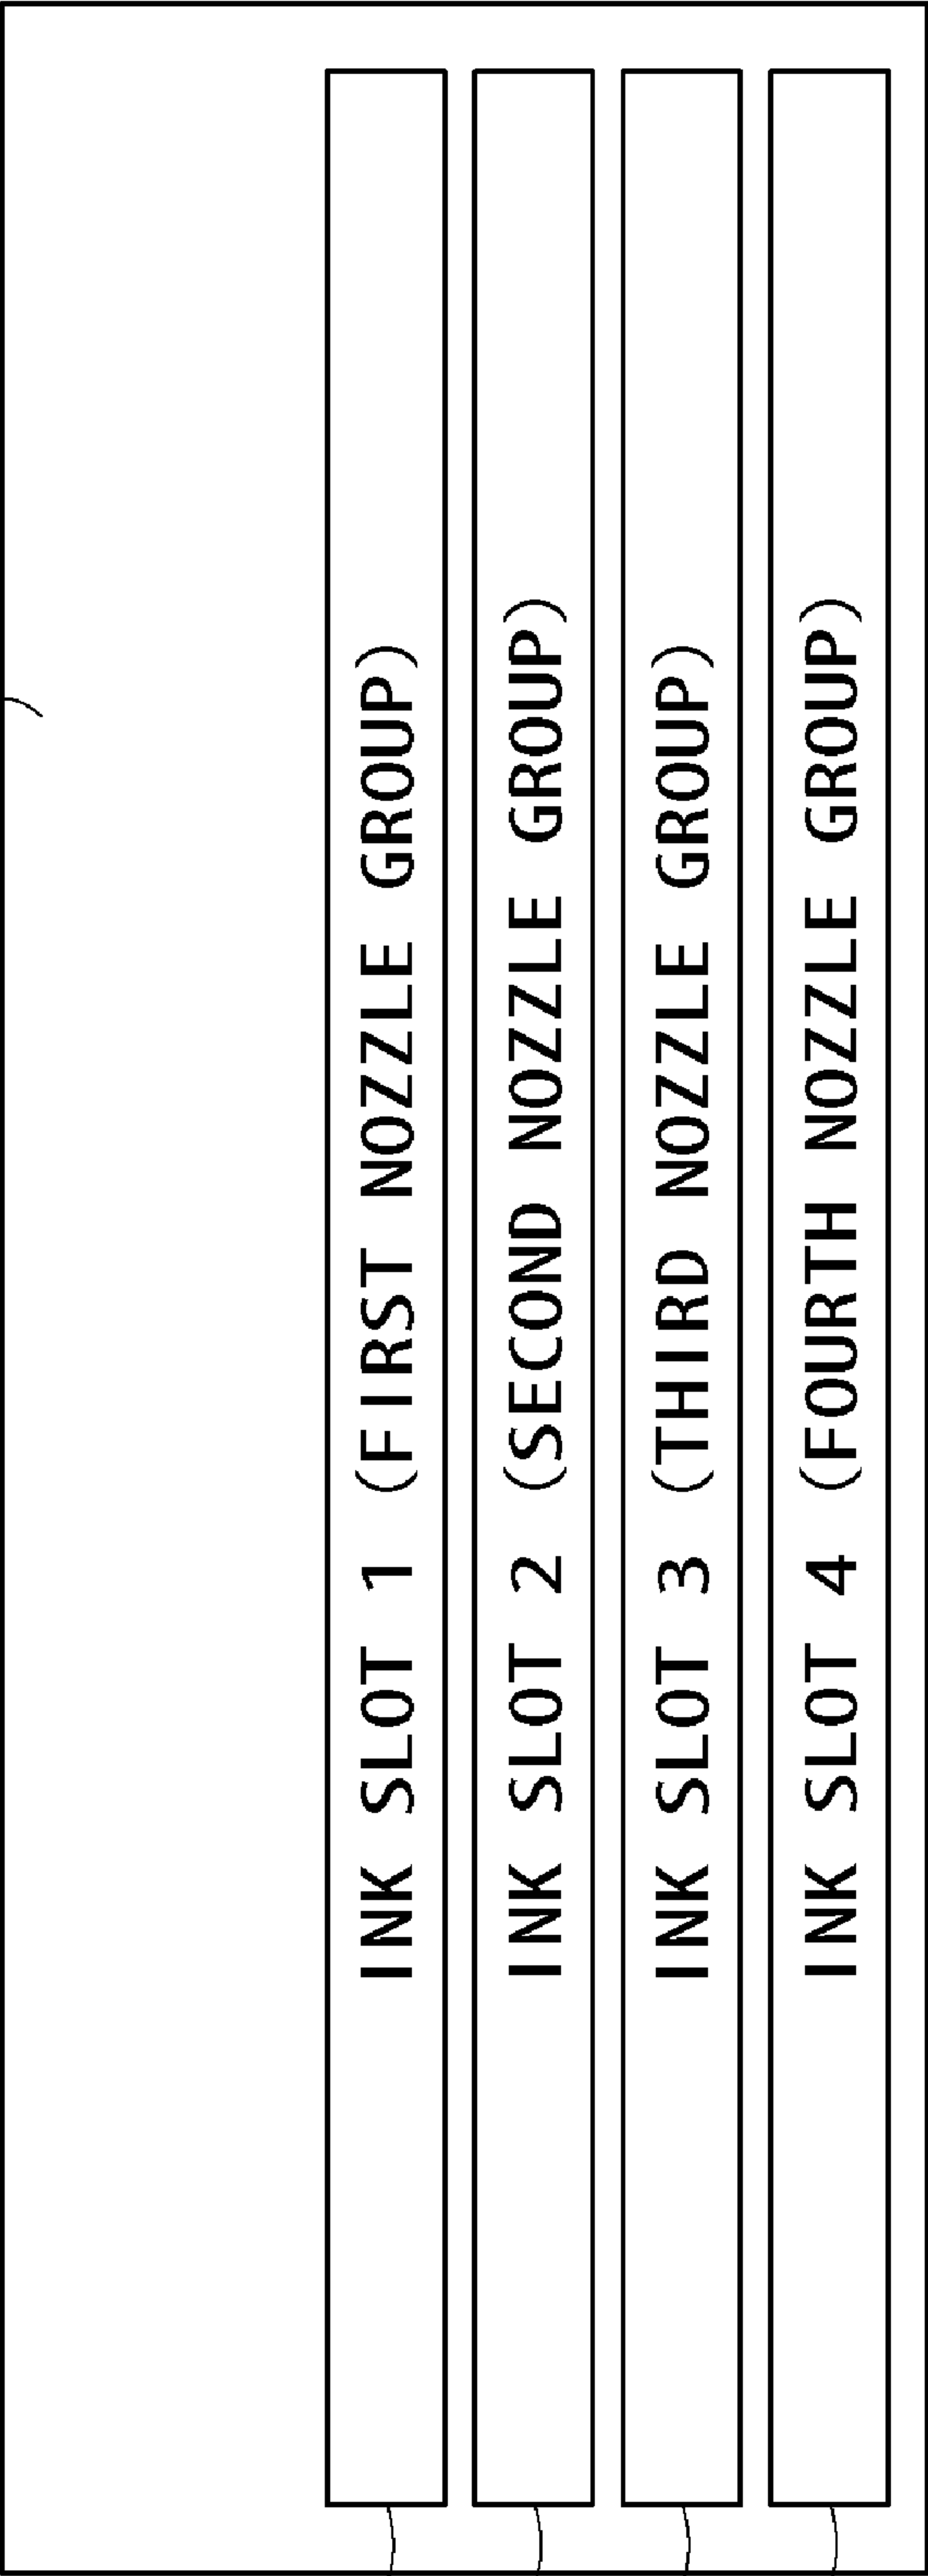 INK SLOT 1 (FIRST NOZZLE GROUP)
INK SLOT 2 (SECOND NOZZLE GROUP)
INK SLOT 3 (THIRD NOZZLE GROUP)
INK SLOT 4 (FOURTH NOZZLE GROUP)